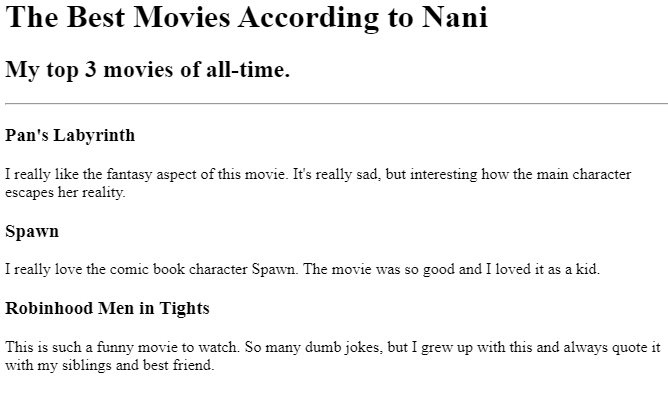 The Best Movies According to Nani
My top 3 movies of all-time.
Pan's Labyrinth
I really like the fantasy aspect of this movie. It's really sad, but interesting how the main character
escapes her reality.
Spawn
I really love the comic book character Spawn. The movie was so good and I loved it as a kid.
Robinhood Men in Tights
This is such a funny movie to watch. So many dumb jokes, but I grew up with this and always quote it
with my siblings and best friend.